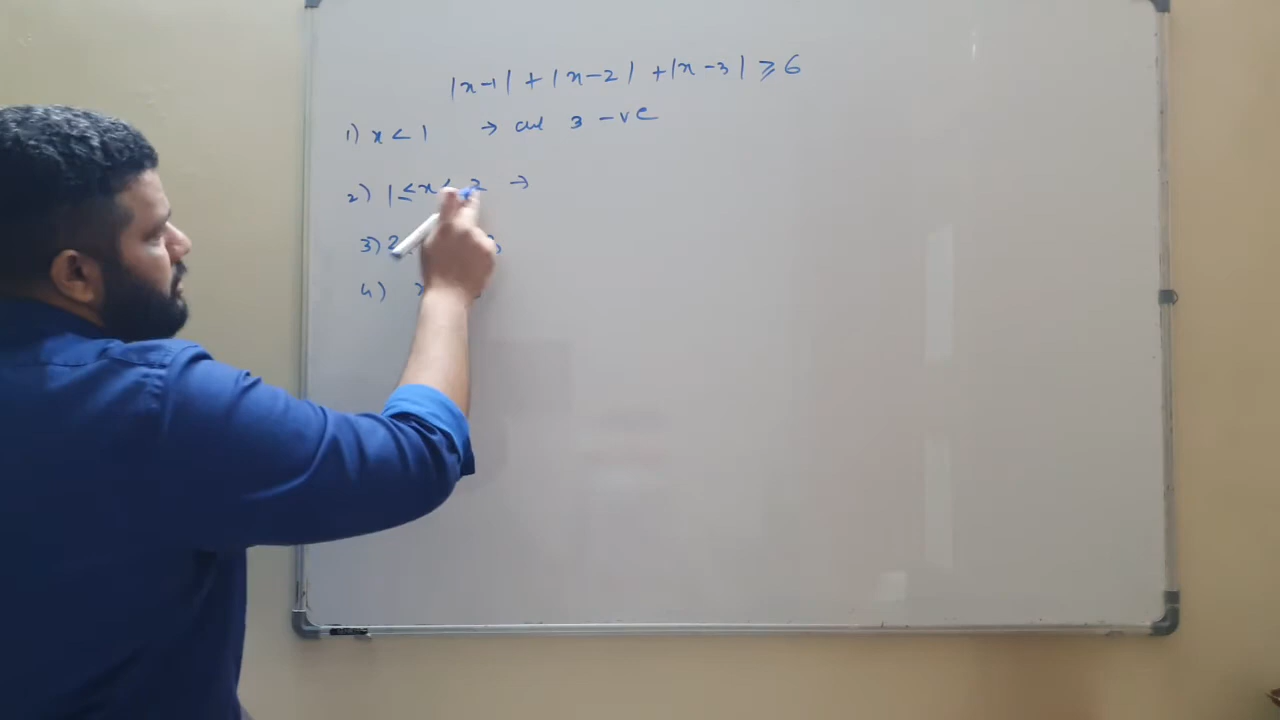 |x-1| + |x-2| + |x-3| ≥ 6
1) x < 1 → all 3 -ve
2) 1 ≤ x < 2 →
3) 2
4)